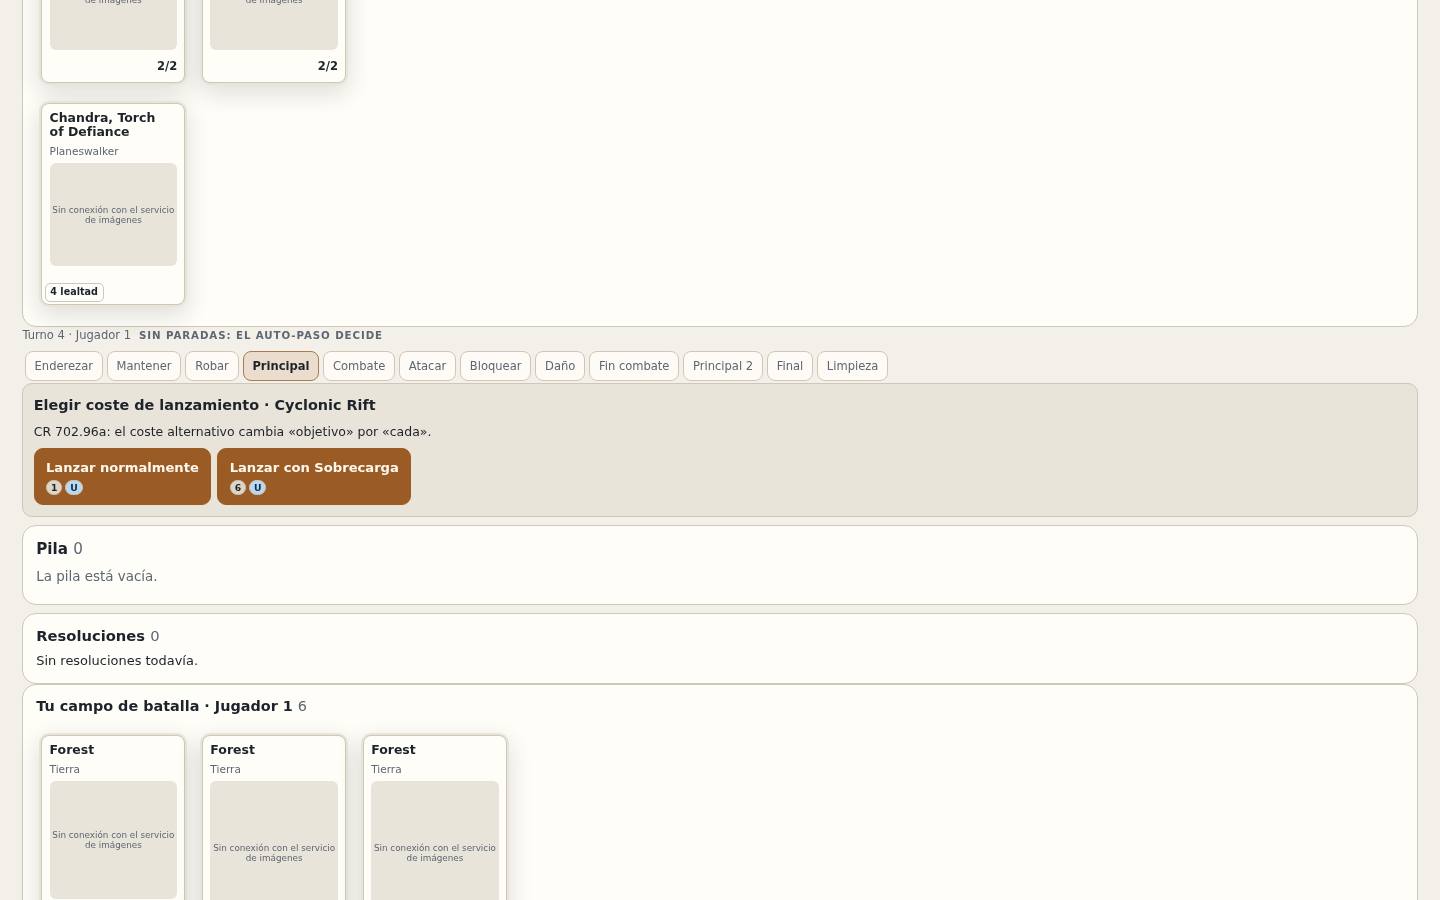 de imágenes
de imágenes
2/2
2/2
Chandra, Torch
of Defiance
Planeswalker
Sin conexión con el servicio
de imágenes
4 lealtad
Turno 4 · Jugador 1 SIN PARADAS: EL AUTO-PASO DECIDE
Enderezar Mantener Robar Principal Combate Atacar Bloquear Daño Fin combate Principal 2 Final Limpieza
Elegir coste de lanzamiento · Cyclonic Rift
CR 702.96a: el coste alternativo cambia «objetivo» por «cada».
Lanzar normalmente
1 U
Lanzar con Sobrecarga
6 U
Pila 0
La pila está vacía.
Resoluciones 0
Sin resoluciones todavía.
Tu campo de batalla · Jugador 1 6
Forest
Tierra
Sin conexión con el servicio
de imágenes
Forest
Tierra
Sin conexión con el servicio
de imágenes
Forest
Tierra
Sin conexión con el servicio
de imágenes